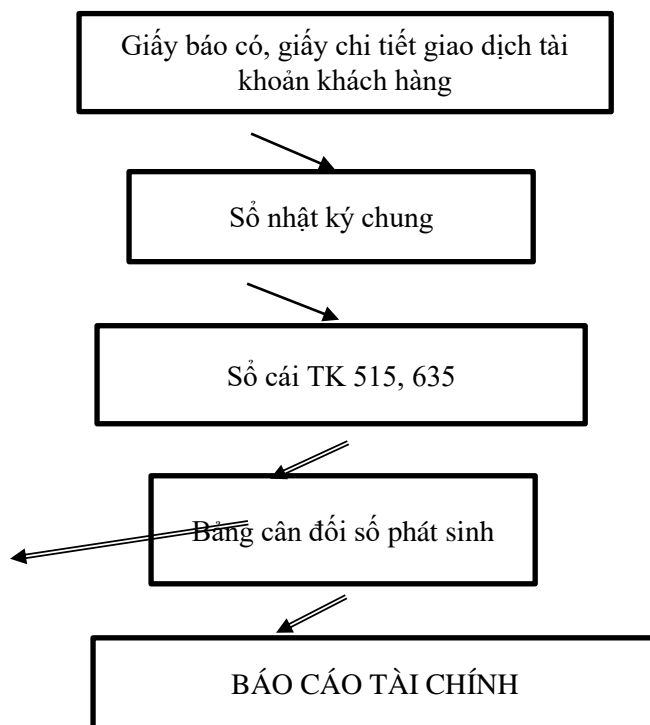 Giấy báo có, giấy chi tiết giao dịch tài
khoản khách hàng
Sổ nhật ký chung
Sổ cái TK 515, 635
Bảng cân đối số phát sinh
BÁO CÁO TÀI CHÍNH